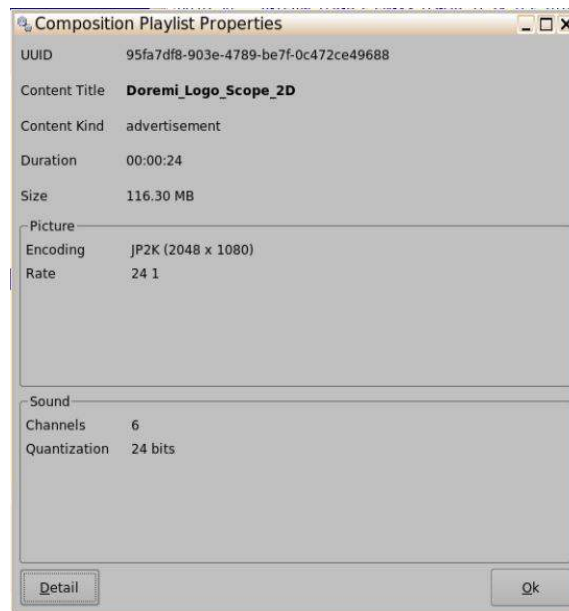 Composition Playlist Properties
UUID 95fa7df8-903e-4789-be7f-0c472ce49688
Content Title Doremi_Logo_Scope_2D
Content Kind advertisement
Duration 00:00:24
Size 116.30 MB
Picture
Encoding JP2K (2048 x 1080)
Rate 24 1
Sound
Channels 6
Quantization 24 bits
Detail Ok